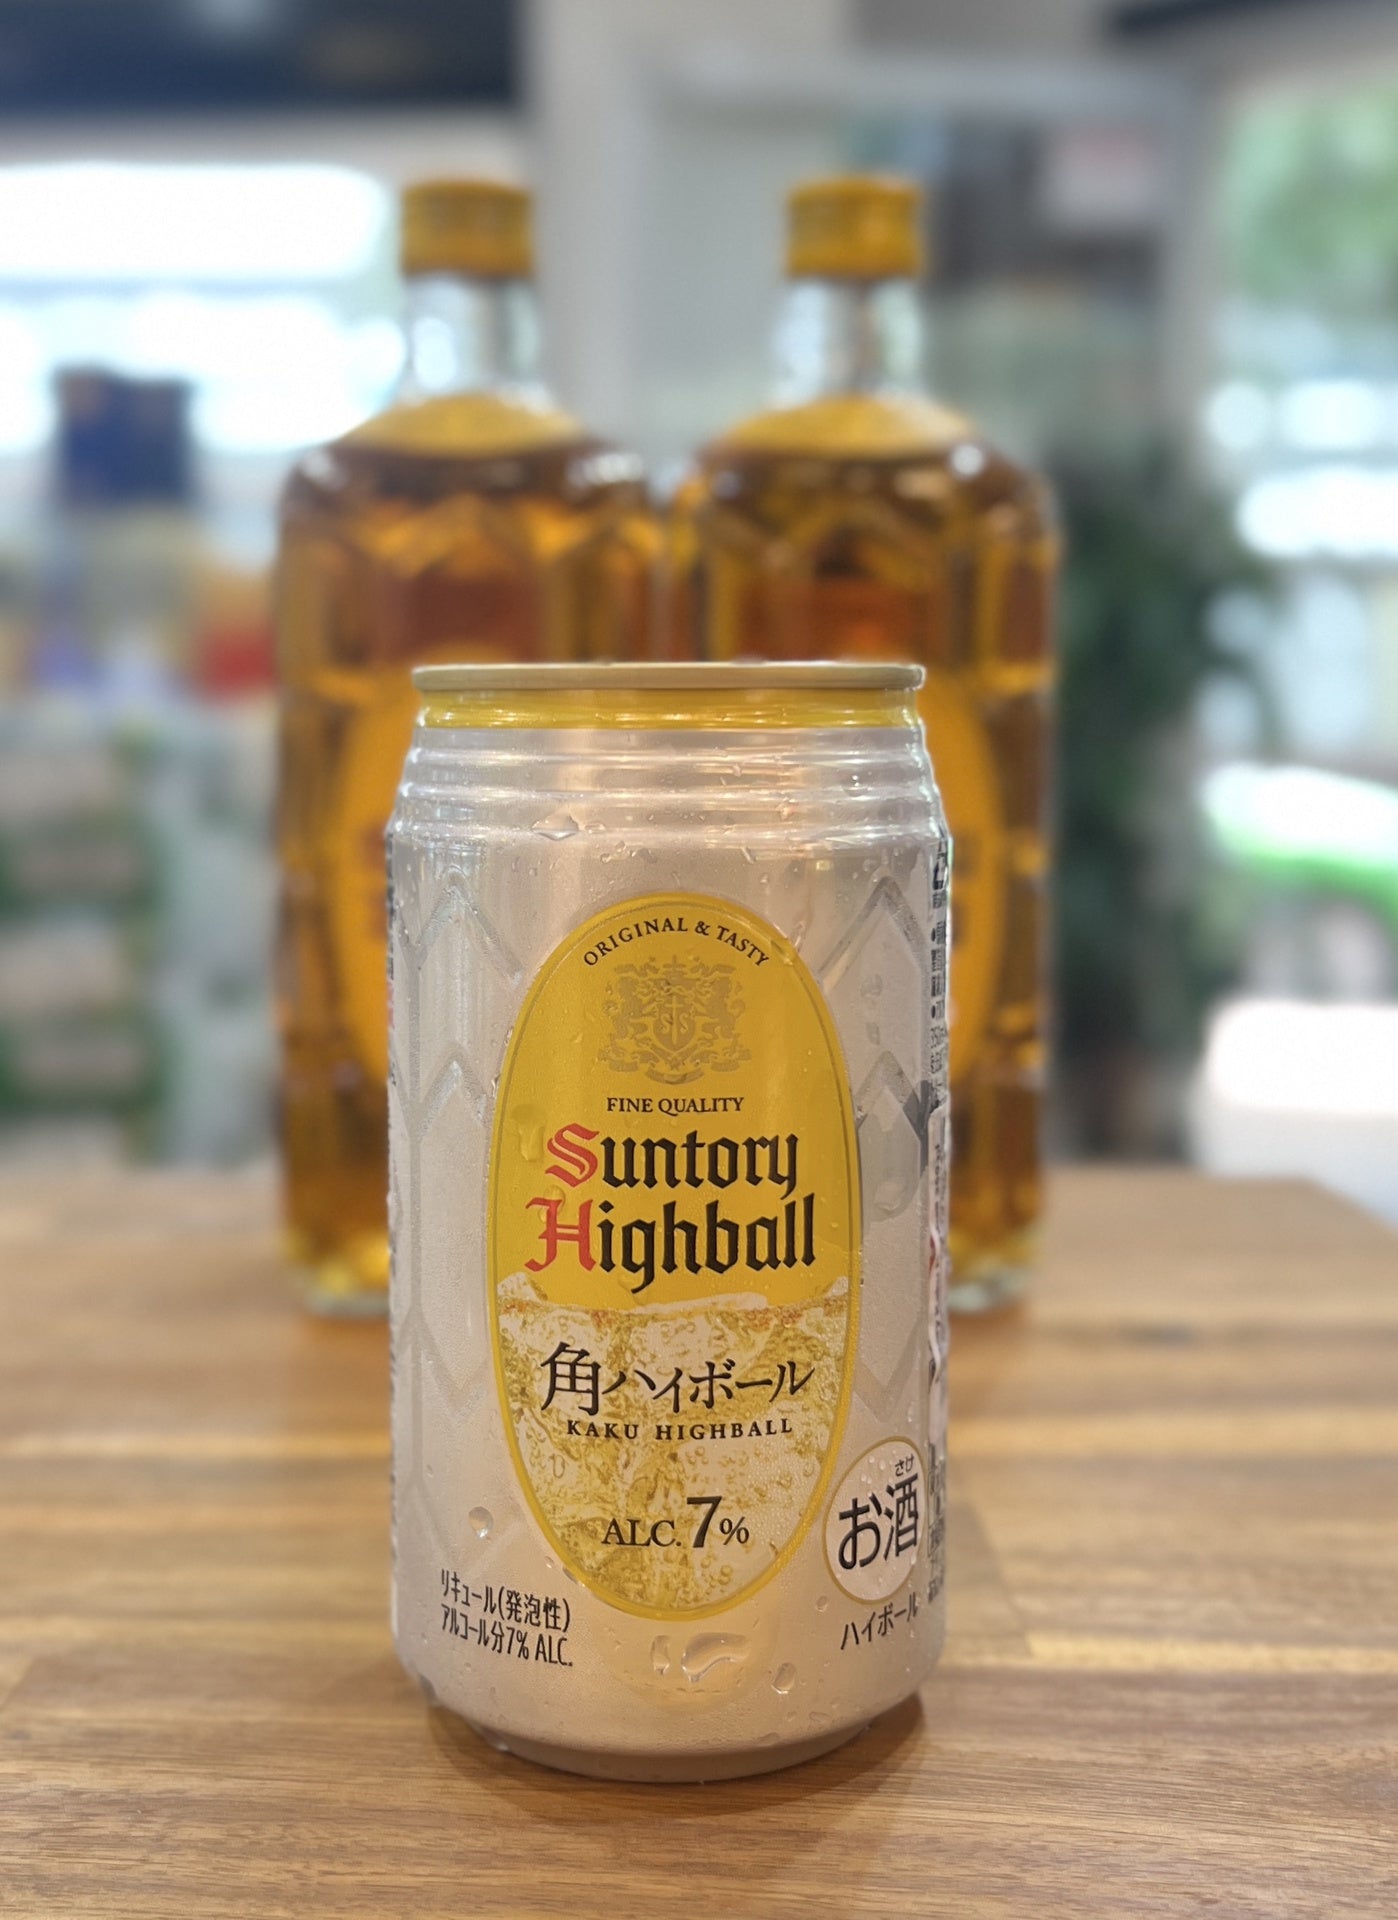 ORIGINAL & TASTY
FINE QUALITY
Suntory
Highball
角ハイボール
KAKU HIGHBALL
ALC. 7%
さけ
お酒
ハイボール
リキュール(発泡性)
アルコール分7% ALC.